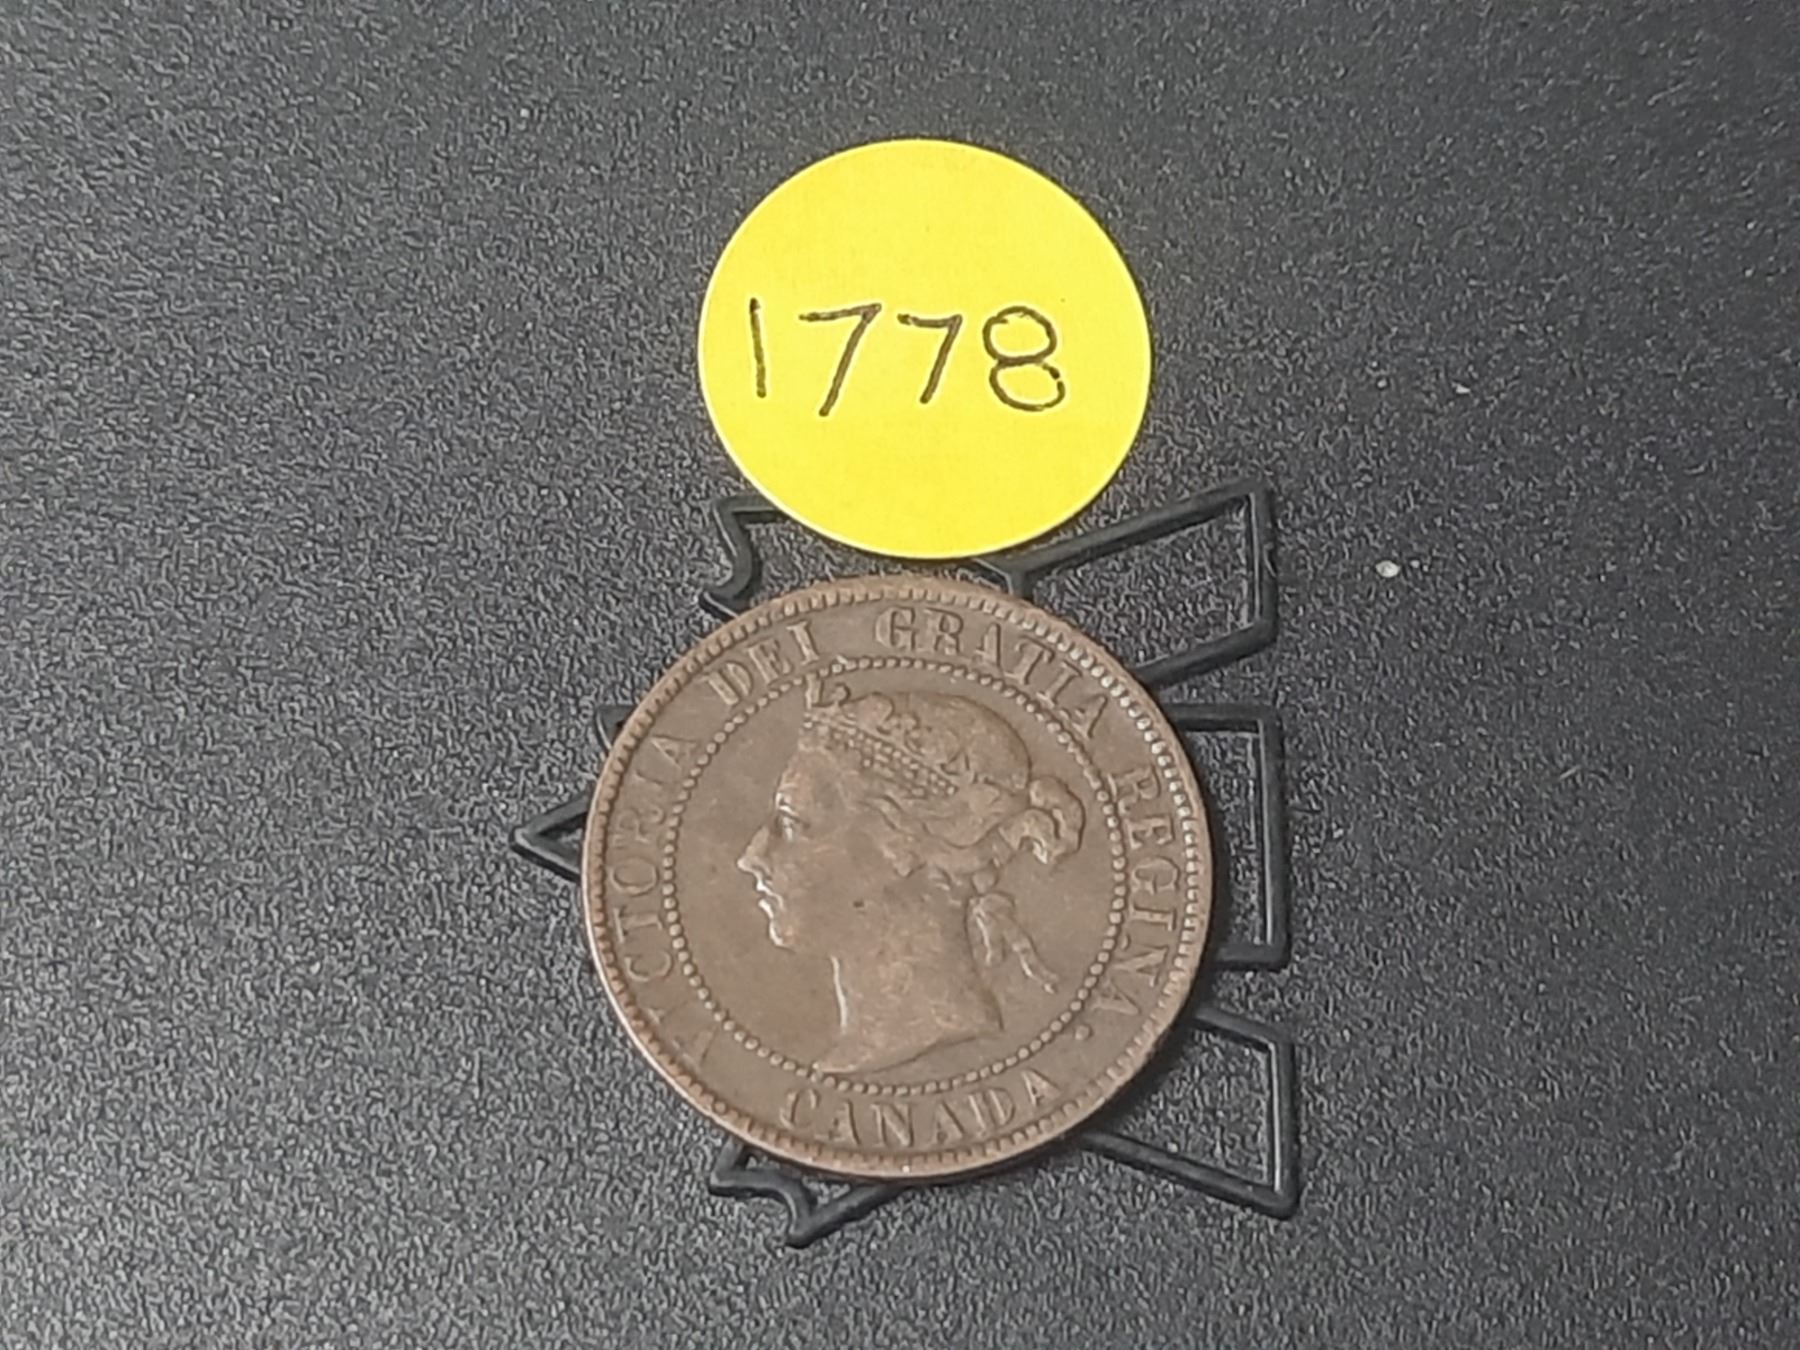 1778
VICTORIA DEI GRATIA REGINA.
CANADA